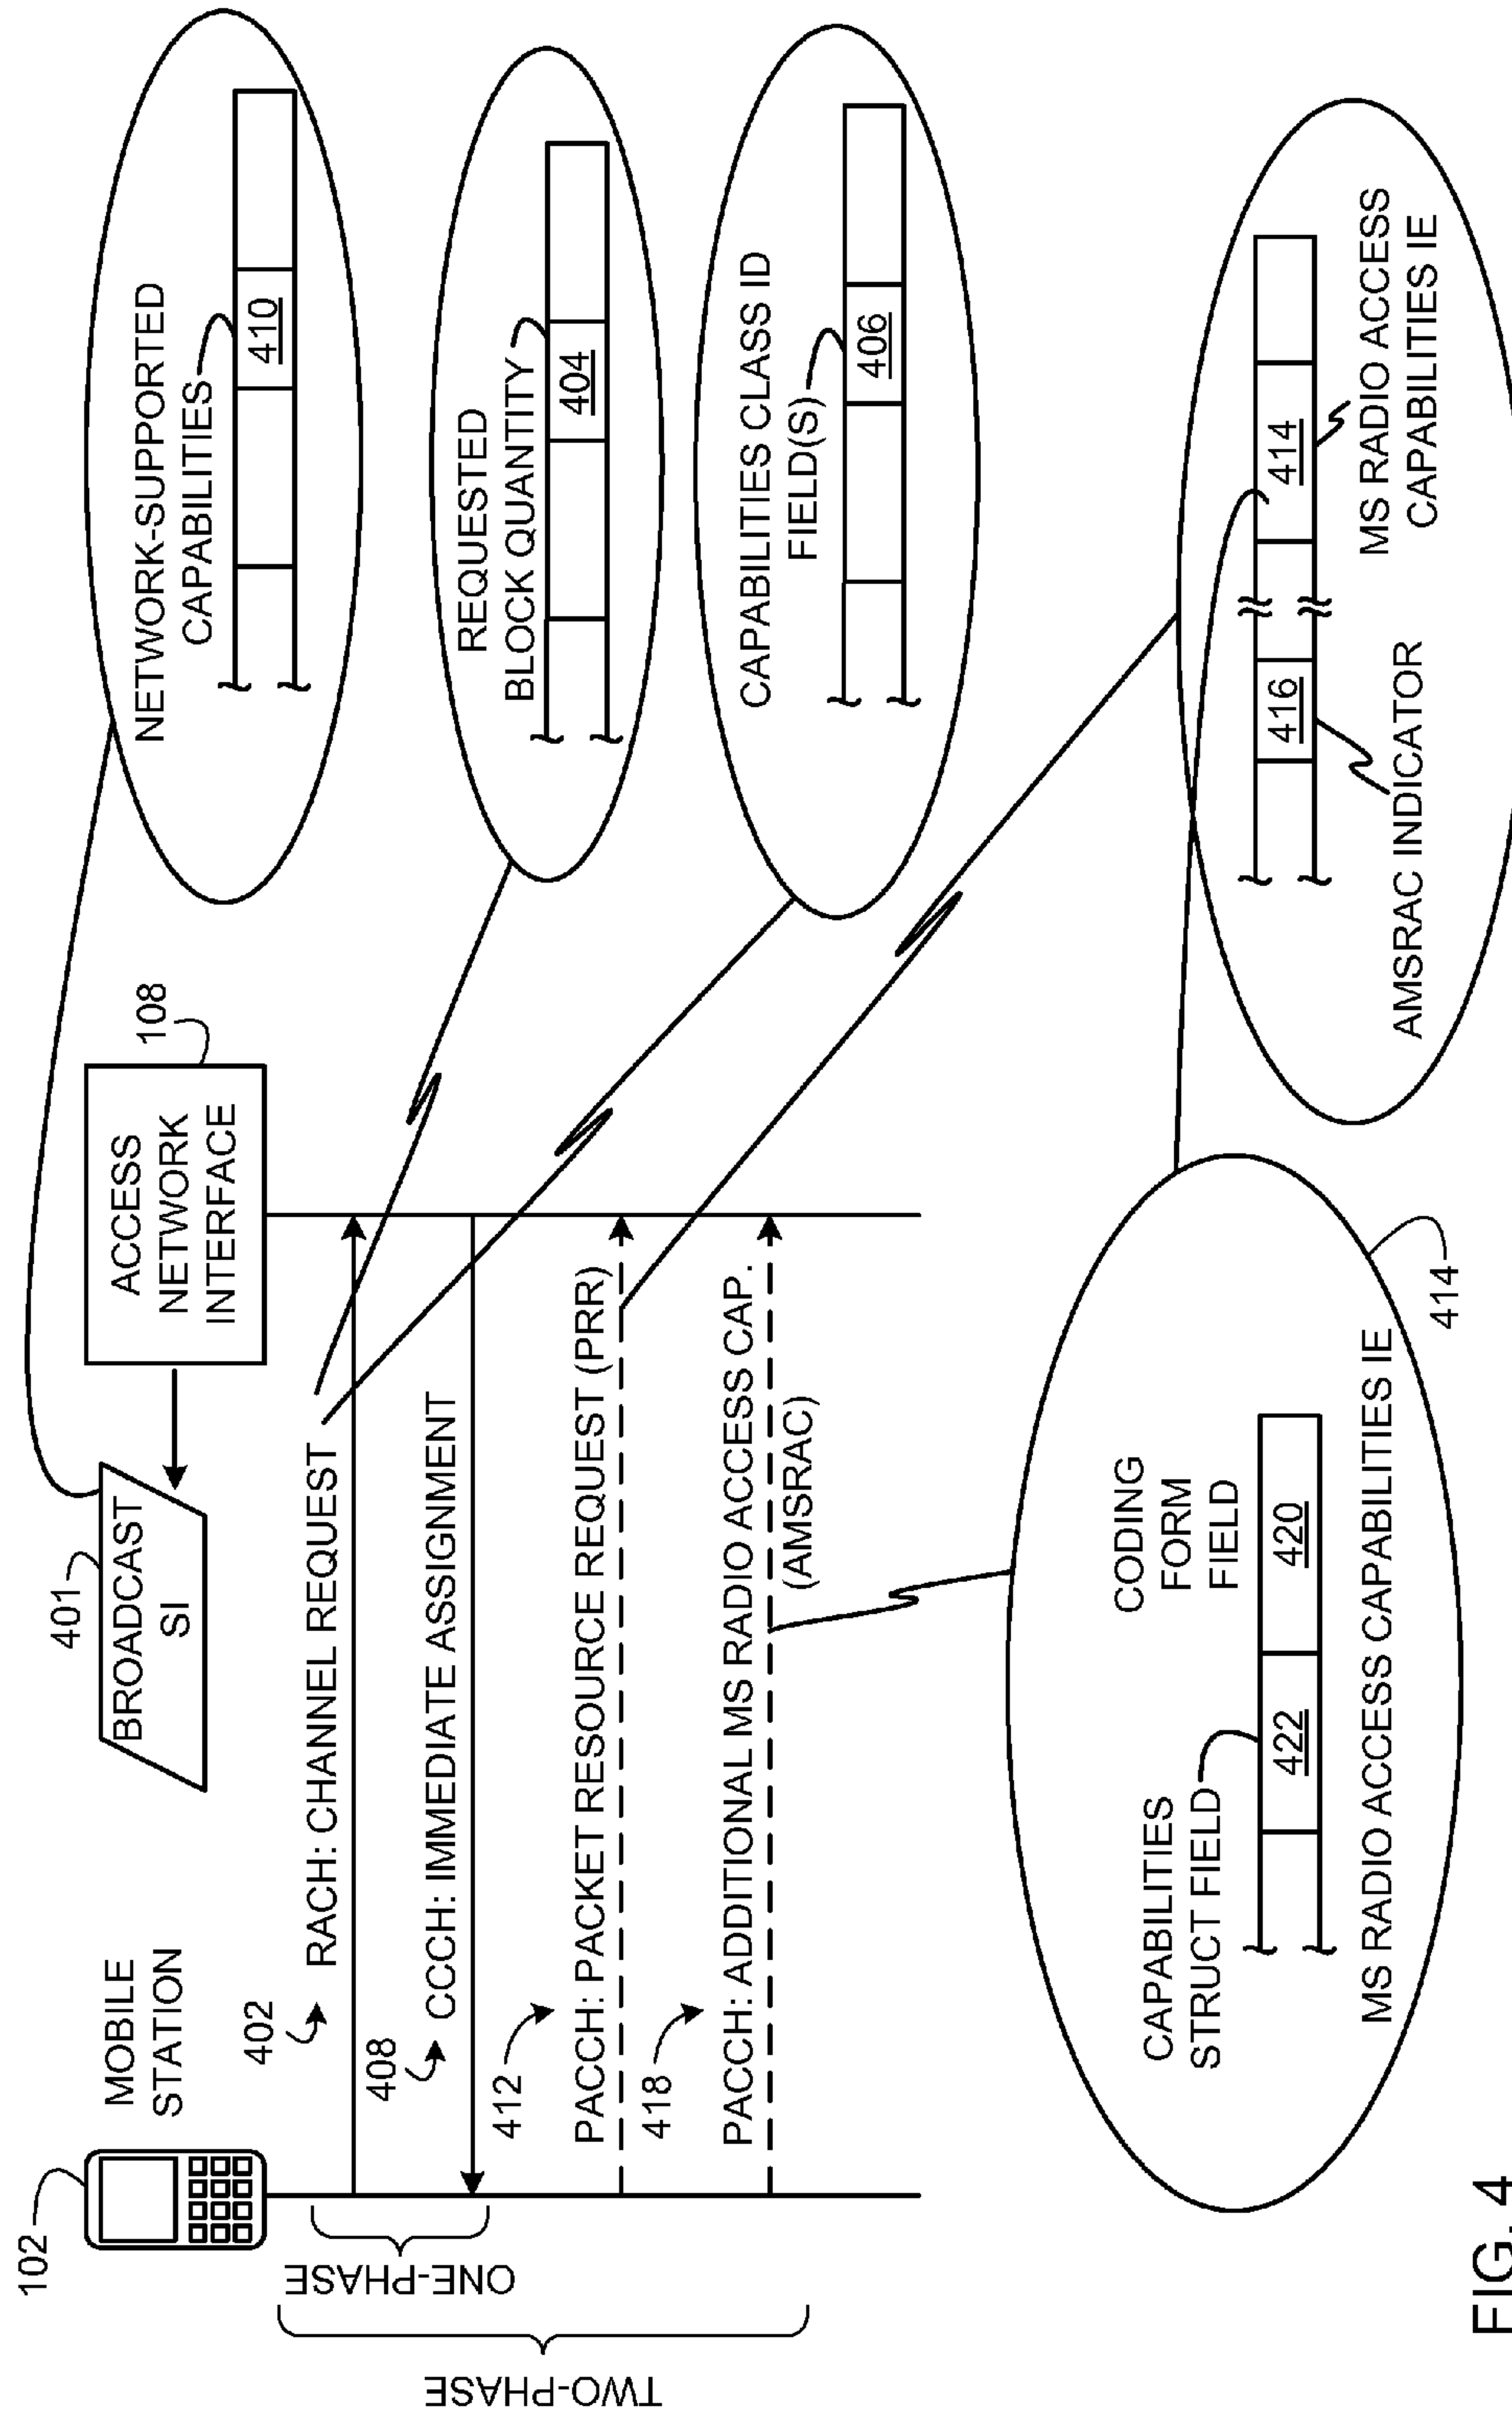 102
MOBILE
STATION
401
BROADCAST
SI
ACCESS
NETWORK
INTERFACE
108
NETWORK-SUPPORTED
CAPABILITIES
410
402
RACH: CHANNEL REQUEST
408
CCCH: IMMEDIATE ASSIGNMENT
ONE-PHASE
TWO-PHASE
412
PACCH: PACKET RESOURCE REQUEST (PRR)
418
PACCH: ADDITIONAL MS RADIO ACCESS CAP.
(AMSRAC)
REQUESTED
BLOCK QUANTITY
404
CAPABILITIES CLASS ID
FIELD(S)
406
CAPABILITIES
STRUCT FIELD
CODING
FORM
FIELD
422
420
MS RADIO ACCESS CAPABILITIES IE
414
416
414
AMSRAC INDICATOR
MS RADIO ACCESS
CAPABILITIES IE
FIG. 4